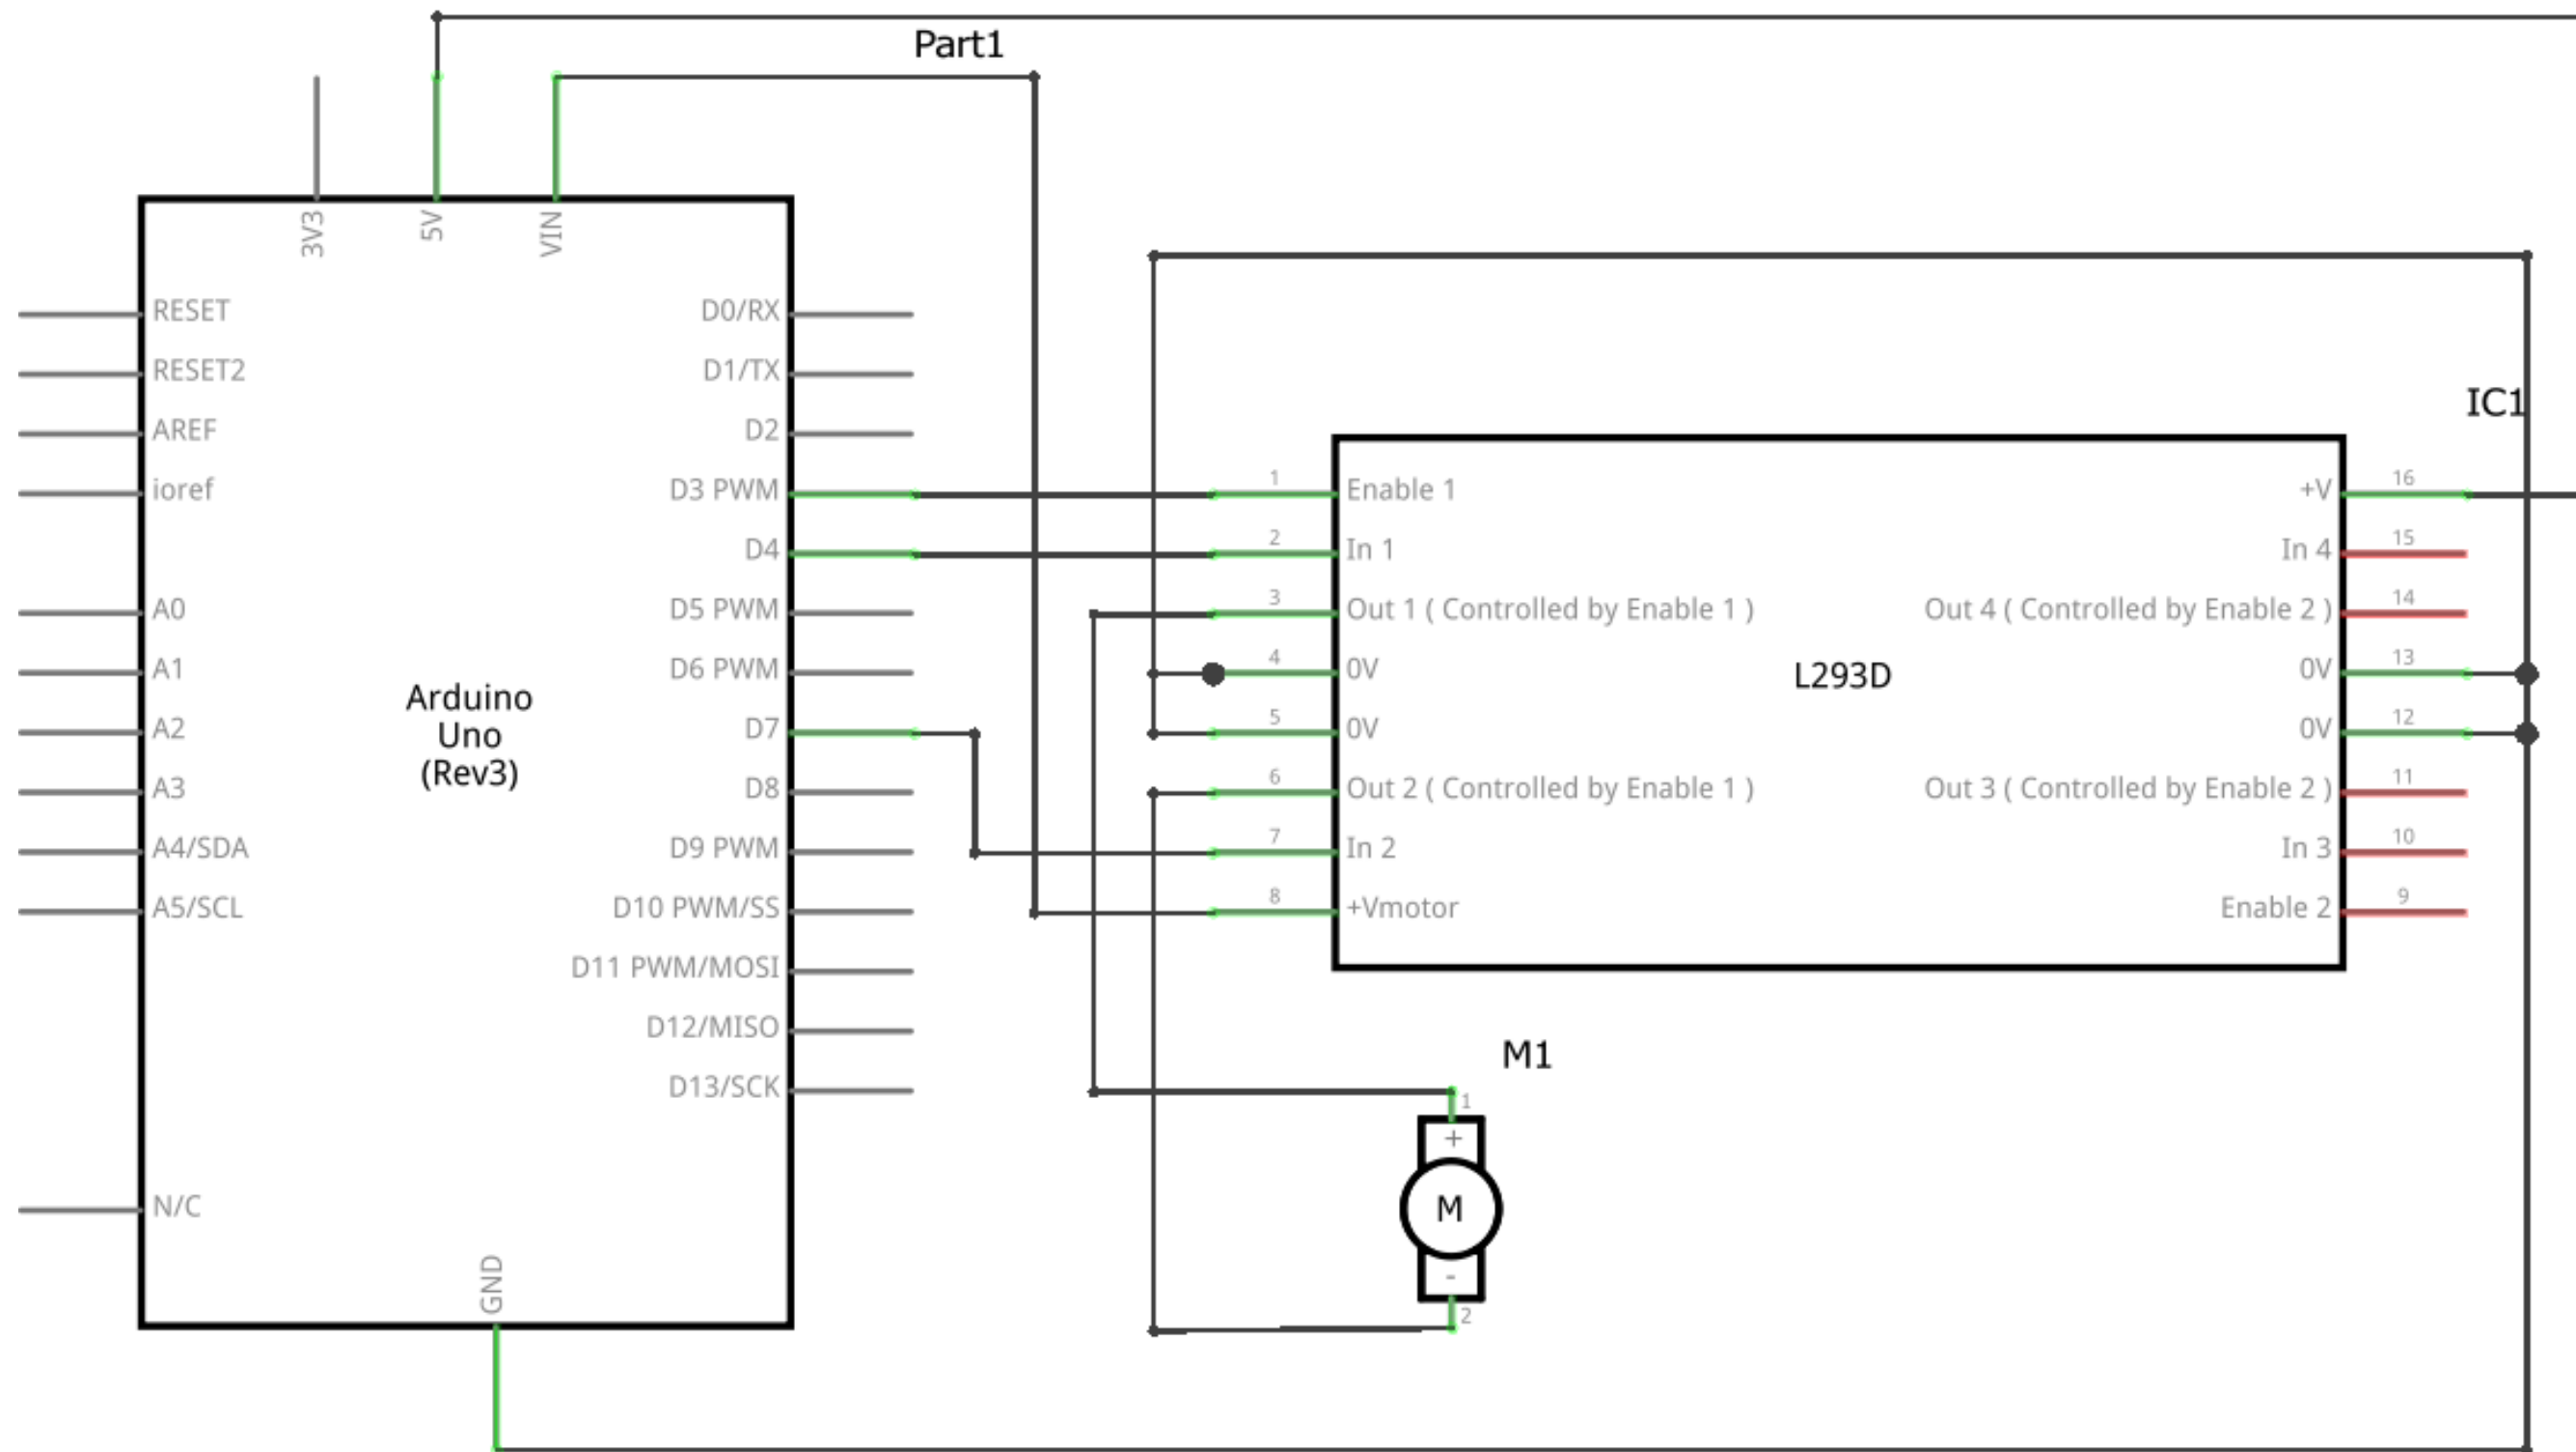 Part1
3V3
5V
VIN
RESET
RESET2
AREF
ioref
A0
A1
A2
A3
A4/SDA
A5/SCL
N/C
Arduino
Uno
(Rev3)
D0/RX
D1/TX
D2
D3 PWM
D4
D5 PWM
D6 PWM
D7
D8
D9 PWM
D10 PWM/SS
D11 PWM/MOSI
D12/MISO
D13/SCK
GND
IC1
1 Enable 1
2 In 1
3 Out 1 ( Controlled by Enable 1 )
4 0V
5 0V
6 Out 2 ( Controlled by Enable 1 )
7 In 2
8 +Vmotor
L293D
+V 16
In 4 15
Out 4 ( Controlled by Enable 2 ) 14
0V 13
0V 12
Out 3 ( Controlled by Enable 2 ) 11
In 3 10
Enable 2 9
M1
1
+
M
-
2